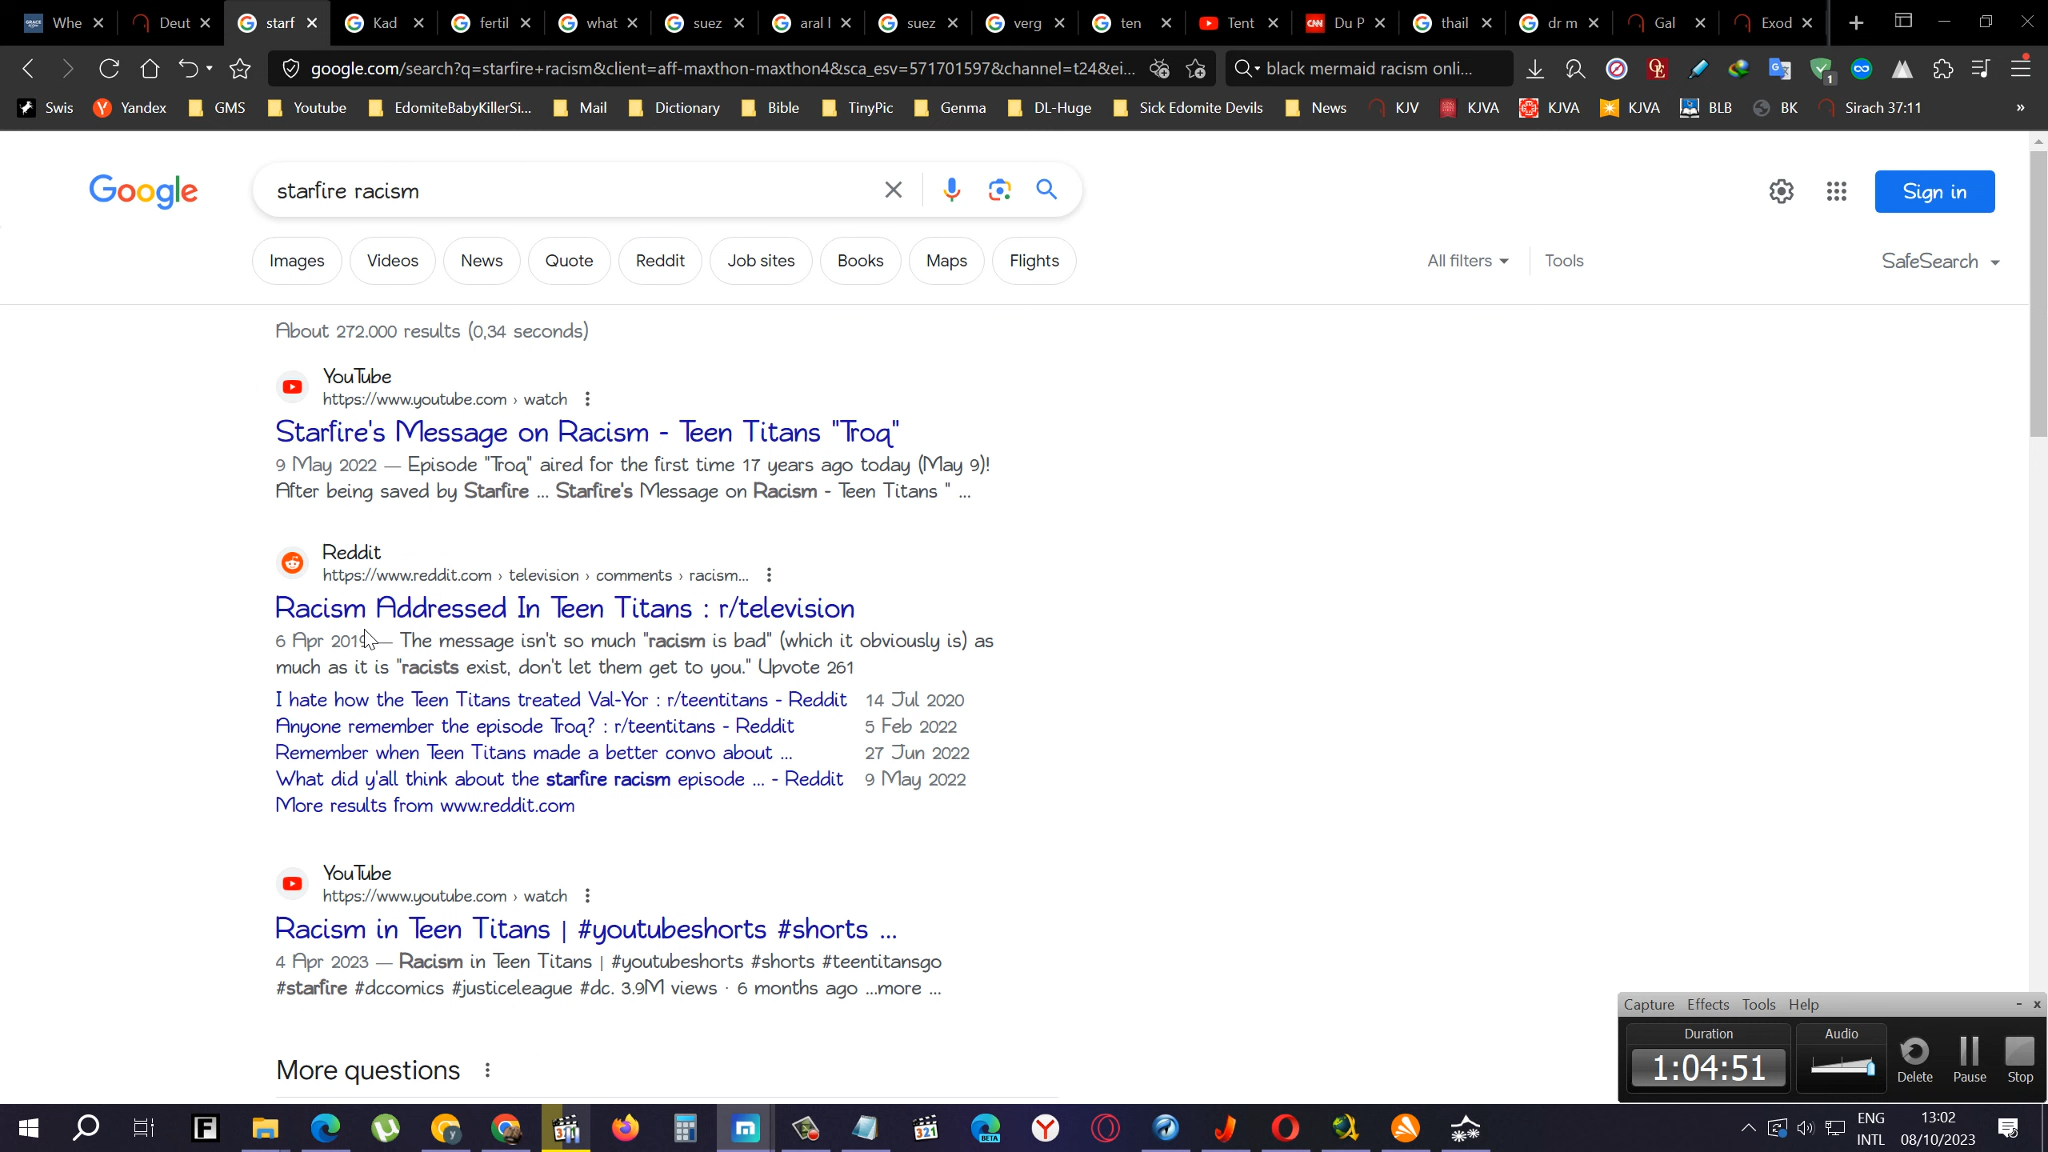 Whe
Deut
starf
Kad
fertil
what
suez
aral l
suez
verg
ten
Tent
Du P
thail
dr m
Gal
Exod
google.com/search?q=starfire+racism&client=aff-maxthon-maxthon4&sca_esv=571701597&channel=t24&ei...
black mermaid racism onli...
Swis
Yandex
GMS
Youtube
EdomiteBabyKillerSi...
Mail
Dictionary
Bible
TinyPic
Genma
DL-Huge
Sick Edomite Devils
News
KJV
KJVA
KJVA
KJVA
BLB
BK
Sirach 37:11
»
Google
starfire racism
Sign in
Images
Videos
News
Quote
Reddit
Job sites
Books
Maps
Flights
All filters
Tools
SafeSearch
About 272.000 results (0,34 seconds)
YouTube
https://www.youtube.com › watch
Starfire's Message on Racism - Teen Titans "Troq"
9 May 2022 — Episode "Troq" aired for the first time 17 years ago today (May 9)!
After being saved by Starfire ... Starfire's Message on Racism - Teen Titans " ...
Reddit
https://www.reddit.com › television › comments › racism...
Racism Addressed In Teen Titans : r/television
6 Apr 2019 — The message isn't so much "racism is bad" (which it obviously is) as
much as it is "racists exist, don't let them get to you." Upvote 261
I hate how the Teen Titans treated Val-Yor : r/teentitans - Reddit 14 Jul 2020
Anyone remember the episode Troq? : r/teentitans - Reddit 5 Feb 2022
Remember when Teen Titans made a better convo about ... 27 Jun 2022
What did y'all think about the starfire racism episode ... - Reddit 9 May 2022
More results from www.reddit.com
YouTube
https://www.youtube.com › watch
Racism in Teen Titans | #youtubeshorts #shorts ...
4 Apr 2023 — Racism in Teen Titans | #youtubeshorts #shorts #teentitansgo
#starfire #dccomics #justiceleague #dc. 3.9M views · 6 months ago ...more ...
More questions
Capture Effects Tools Help
Duration
Audio
1:04:51
Delete
Pause
Stop
ENG
INTL
13:02
08/10/2023